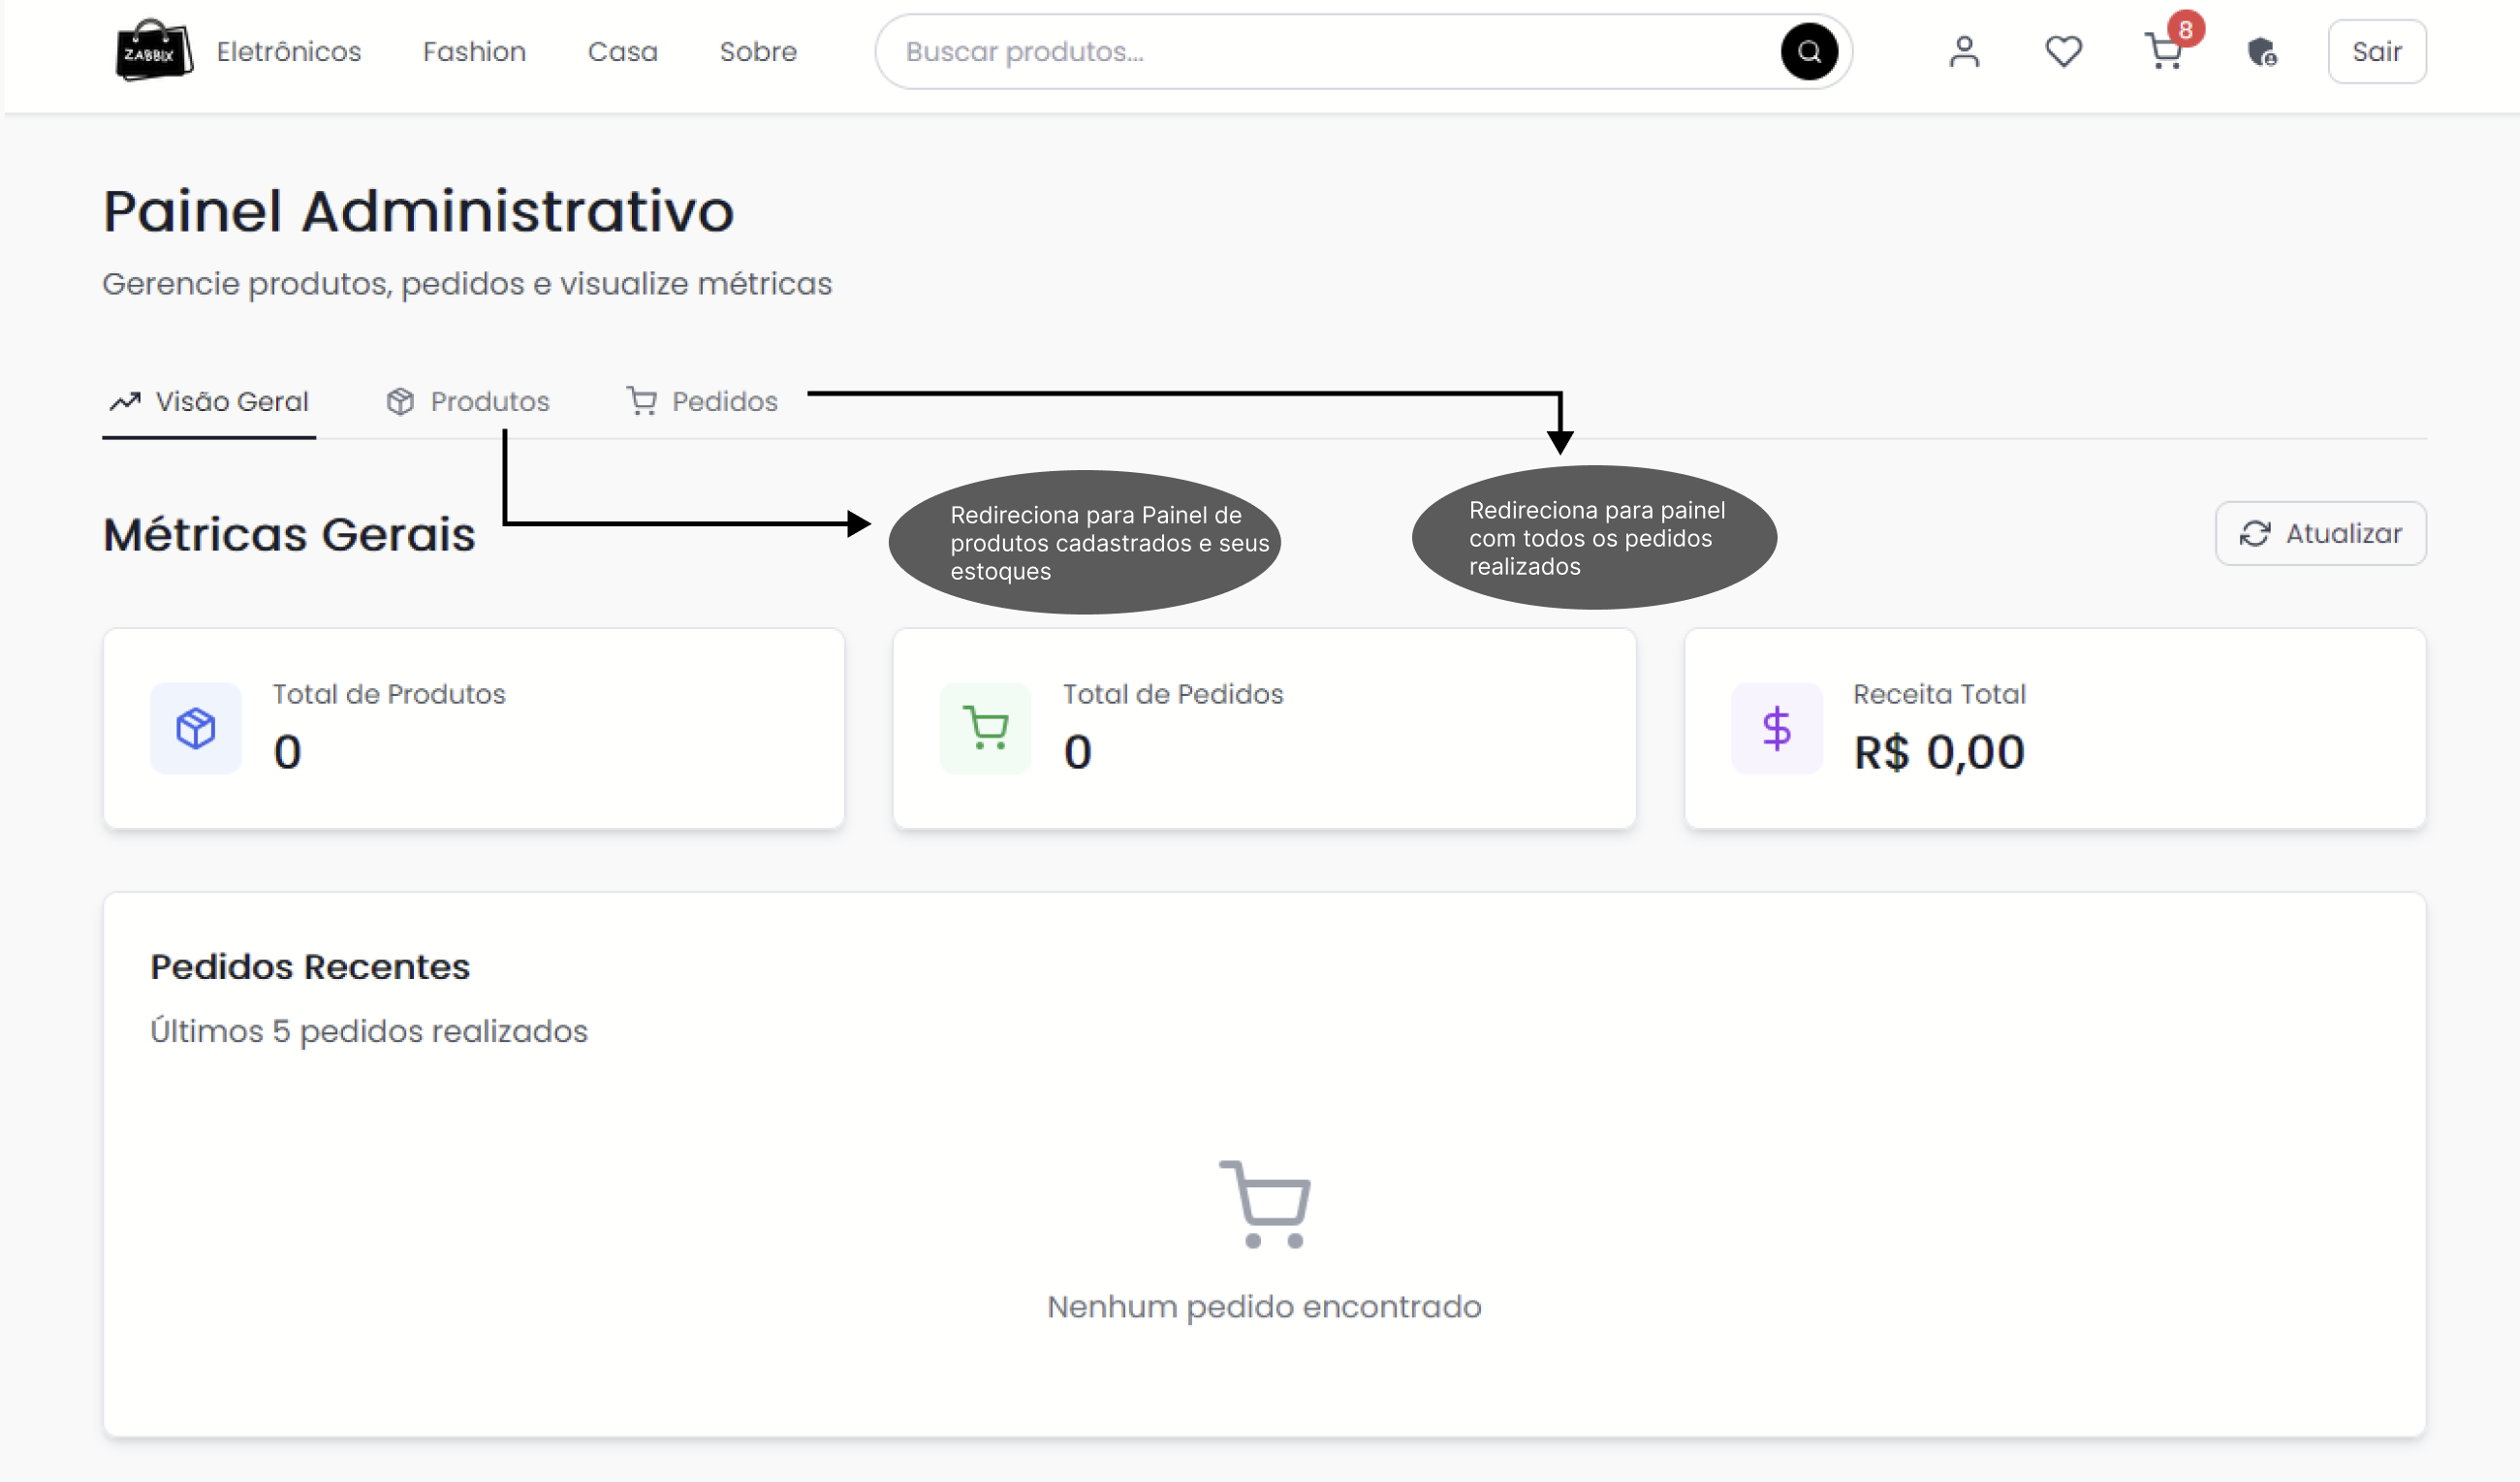 ZABBIX
Eletrônicos
Fashion
Casa
Sobre
Buscar produtos...
8
Sair
Painel Administrativo
Gerencie produtos, pedidos e visualize métricas
Visão Geral
Produtos
Pedidos
Métricas Gerais
Redireciona para Painel de
produtos cadastrados e seus
estoques
Redireciona para painel
com todos os pedidos
realizados
Atualizar
Total de Produtos
0
Total de Pedidos
0
Receita Total
R$ 0,00
Pedidos Recentes
Últimos 5 pedidos realizados
Nenhum pedido encontrado